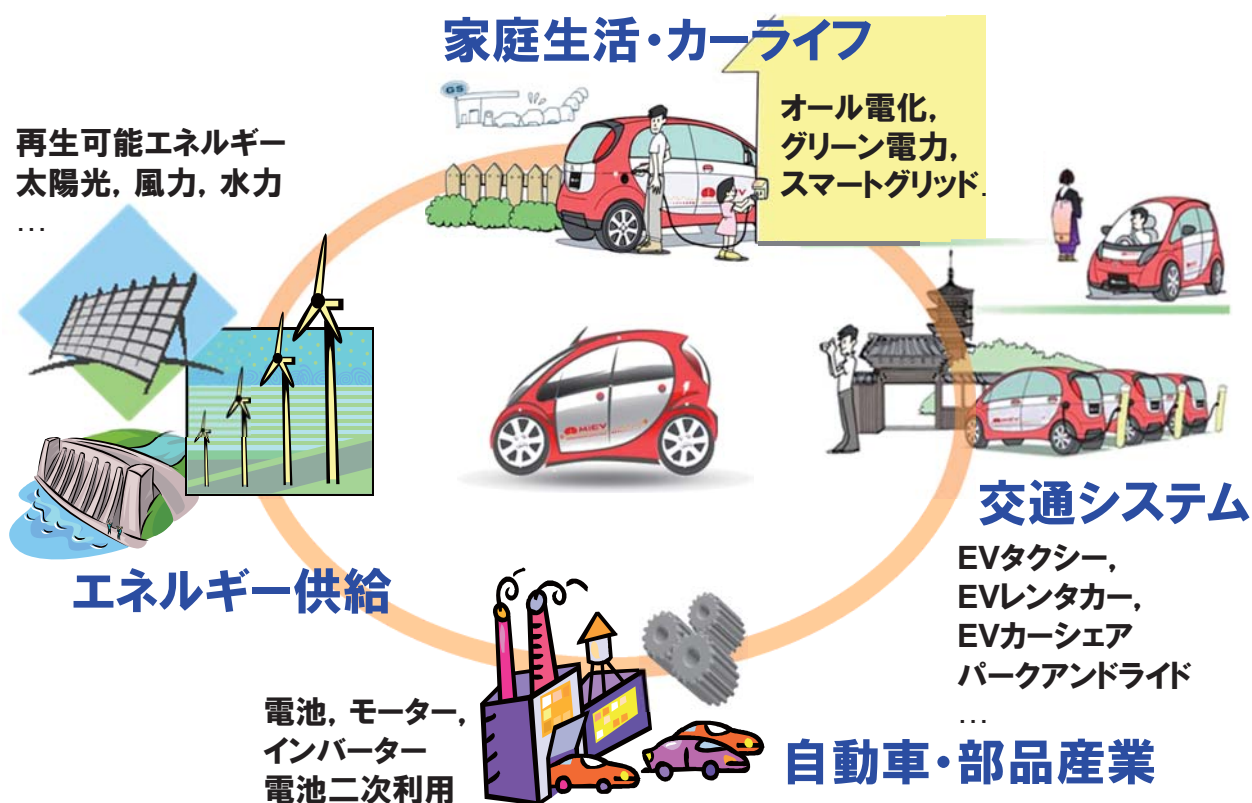 家庭生活・カーライフ
GS
オール電化,
グリーン電力,
スマートグリッド.
再生可能エネルギー
太陽光, 風力, 水力
...
MiEV
交通システム
EVタクシー,
EVレンタカー,
EVカーシェア
パークアンドライド
...
エネルギー供給
電池, モーター,
インバーター
電池二次利用
自動車・部品産業